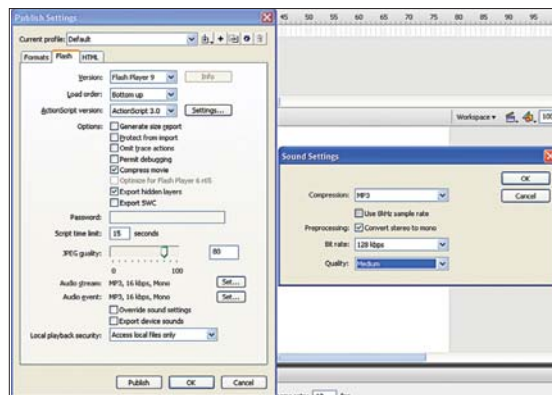 Publish Settings
Current profile: Default
Formats Flash HTML
Version: Flash Player 9 Info
Load order: Bottom up
ActionScript version: ActionScript 3.0 Settings...
Options: Generate size report
Protect from import
Omit trace actions
Permit debugging
Compress movie
Optimize for Flash Player 6 r65
Export hidden layers
Export SWC
Password:
Script time limit: 15 seconds
JPEG quality: 80
0 100
Audio stream: MP3, 16 kbps, Mono Set...
Audio event: MP3, 16 kbps, Mono Set...
Override sound settings
Export device sounds
Local playback security: Access local files only
Publish OK Cancel
45 50 55 60 65 70 75 80 85 90 95
Workspace 100
Sound Settings
Compression: MP3 OK
Cancel
Use 8kHz sample rate
Preprocessing: Convert stereo to mono
Bit rate: 128 kbps
Quality: Medium